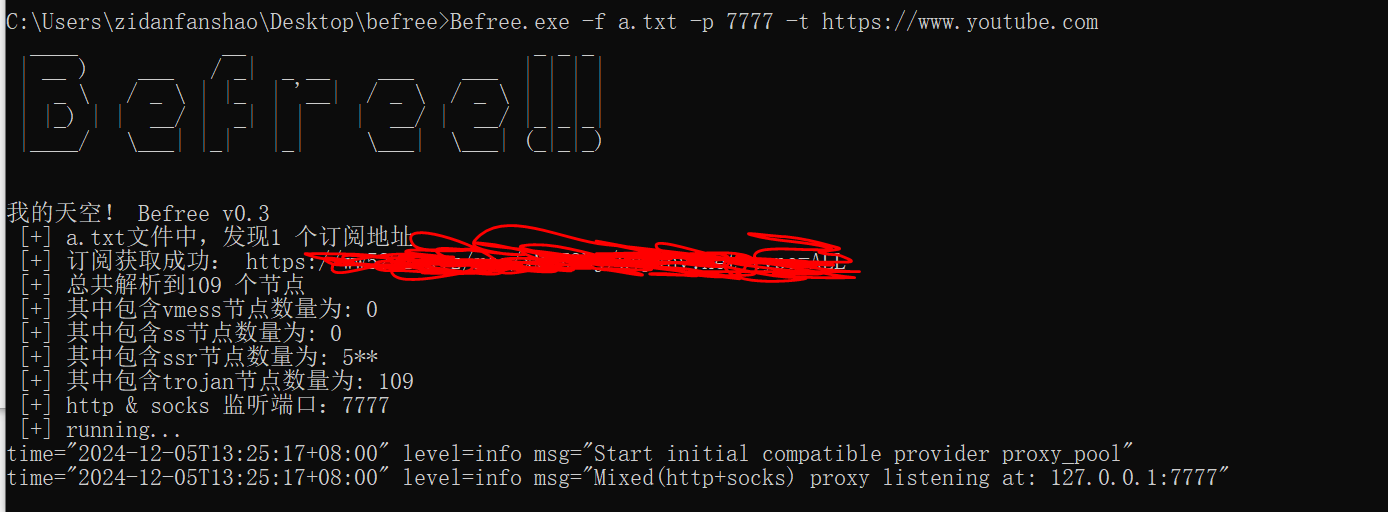 C:\Users\zidanfanshao\Desktop\befree>Befree.exe -f a.txt -p 7777 -t https://www.youtube.com
Befree!!!
我的天空! Befree v0.3
[+] a.txt文件中，发现1 个订阅地址
[+] 订阅获取成功： https://
[+] 总共解析到109 个节点
[+] 其中包含vmess节点数量为: 0
[+] 其中包含ss节点数量为: 0
[+] 其中包含ssr节点数量为: 5**
[+] 其中包含trojan节点数量为: 109
[+] http & socks 监听端口：7777
[+] running...
time="2024-12-05T13:25:17+08:00" level=info msg="Start initial compatible provider proxy_pool"
time="2024-12-05T13:25:17+08:00" level=info msg="Mixed(http+socks) proxy listening at: 127.0.0.1:7777"